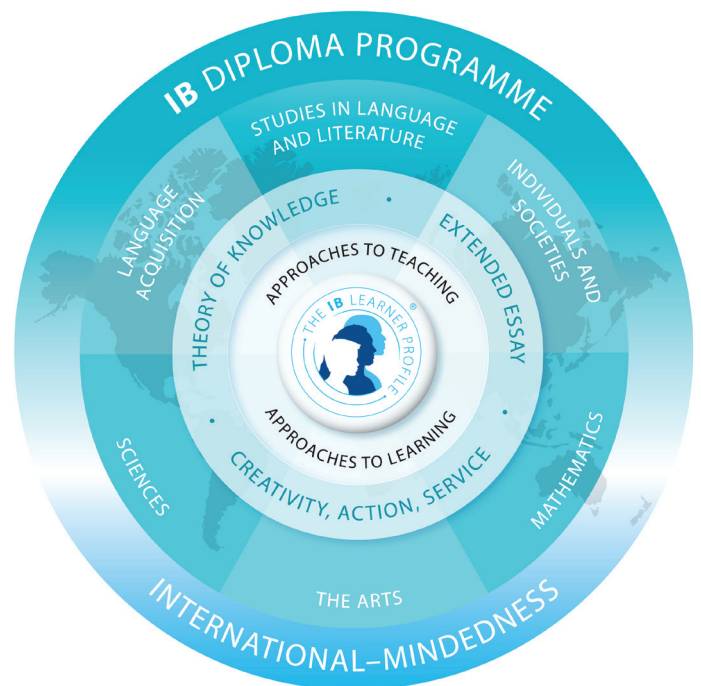 IB DIPLOMA PROGRAMME
STUDIES IN LANGUAGE
AND LITERATURE
LANGUAGE
ACQUISITION
INDIVIDUALS AND
SOCIETIES
THEORY OF KNOWLEDGE
EXTENDED ESSAY
APPROACHES TO TEACHING
THE IB LEARNER PROFILE®
APPROACHES TO LEARNING
CREATIVITY, ACTION, SERVICE
SCIENCES
MATHEMATICS
THE ARTS
INTERNATIONAL–MINDEDNESS